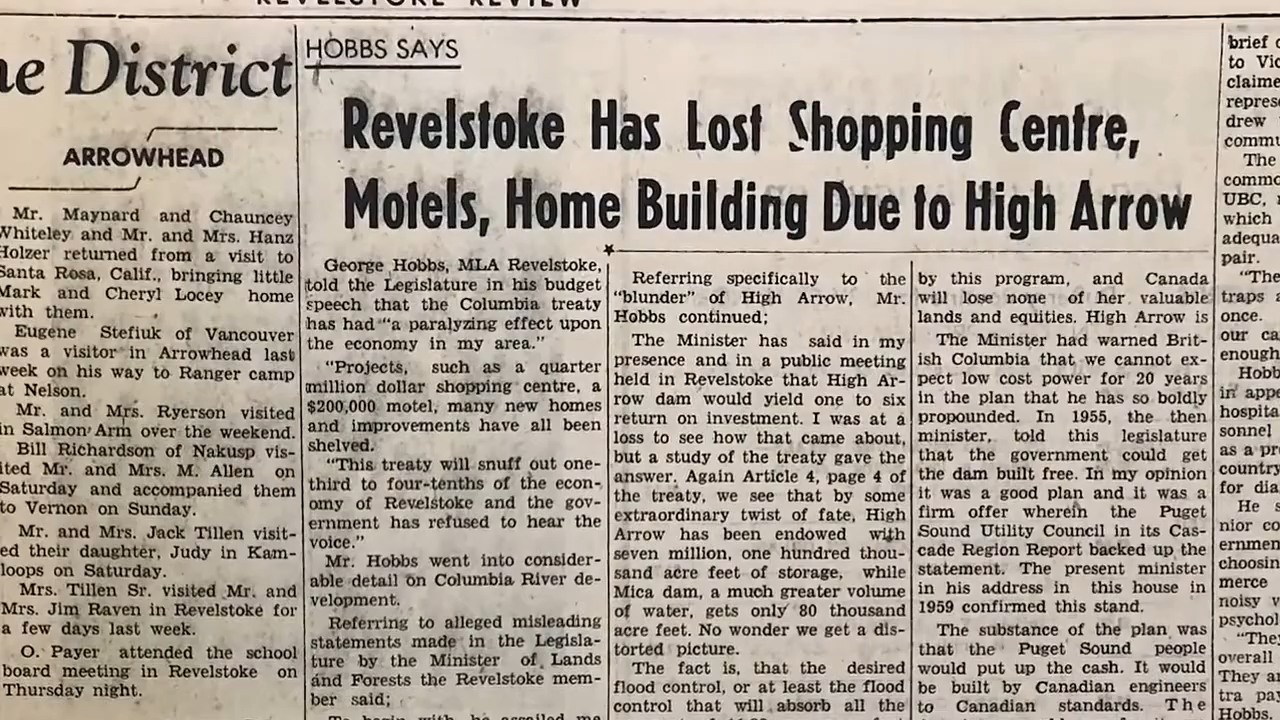 REVELSTOKE REVIEW
he District
ARROWHEAD
Mr. Maynard and Chauncey
Whiteley and Mr. and Mrs. Hanz
Holzer returned from a visit to
Santa Rosa, Calif., bringing little
Mark and Cheryl Locey home
with them.
Eugene Stefiuk of Vancouver
was a visitor in Arrowhead last
week on his way to Ranger camp
at Nelson.
Mr. and Mrs. Ryerson visited
in Salmon Arm over the weekend.
Bill Richardson of Nakusp vis-
ited Mr. and Mrs. M. Allen on
Saturday and accompanied them
to Vernon on Sunday.
Mr. and Mrs. Jack Tillen visit-
ed their daughter, Judy in Kam-
loops on Saturday.
Mrs. Tillen Sr. visited Mr. and
Mrs. Jim Raven in Revelstoke for
a few days last week.
O. Payer attended the school
board meeting in Revelstoke on
Thursday night.
HOBBS SAYS
Revelstoke Has Lost Shopping Centre,
Motels, Home Building Due to High Arrow
George Hobbs, MLA Revelstoke,
told the Legislature in his budget
speech that the Columbia treaty
has had "a paralyzing effect upon
the economy in my area."
"Projects, such as a quarter
million dollar shopping centre, a
$200,000 motel, many new homes
and improvements have all been
shelved.
"This treaty will snuff out one-
third to four-tenths of the econ-
omy of Revelstoke and the gov-
ernment has refused to hear the
voice."
Mr. Hobbs went into consider-
able detail on Columbia River de-
velopment.
Referring to alleged misleading
statements made in the Legisla-
ture by the Minister of Lands
and Forests the Revelstoke mem-
ber said;
Referring specifically to the
"blunder" of High Arrow, Mr.
Hobbs continued;
The Minister has said in my
presence and in a public meeting
held in Revelstoke that High Ar-
row dam would yield one to six
return on investment. I was at a
loss to see how that came about,
but a study of the treaty gave the
answer. Again Article 4, page 4 of
the treaty, we see that by some
extraordinary twist of fate, High
Arrow has been endowed with
seven million, one hundred thou-
sand acre feet of storage, while
Mica dam, a much greater volume
of water, gets only 80 thousand
acre feet. No wonder we get a dis-
torted picture.
The fact is, that the desired
flood control, or at least the flood
control that will absorb all the
by this program, and Canada
will lose none of her valuable
lands and equities. High Arrow is
The Minister had warned Brit-
ish Columbia that we cannot ex-
pect low cost power for 20 years
in the plan that he has so boldly
propounded. In 1955, the then
minister, told this legislature
that the government could get
the dam built free. In my opinion
it was a good plan and it was a
firm offer wherein the Puget
Sound Utility Council in its Cas-
cade Region Report backed up the
statement. The present minister
in his address in this house in
1959 confirmed this stand.
The substance of the plan was
that the Puget Sound people
would put up the cash. It would
be built by Canadian engineers
to Canadian standards. The
brief
to Vic
claime
represe
drew
commu
The
commo
UBC,
which
adequa
pair.
"The
traps a
once.
our ca
enough
Hobb
in appe
hospita
sonnel
as a pr
country
for dia
He s
nior co
ernmen
choosin
merce
noisy w
psychol
"They
overall
They ar
tra pa
Hobbs.